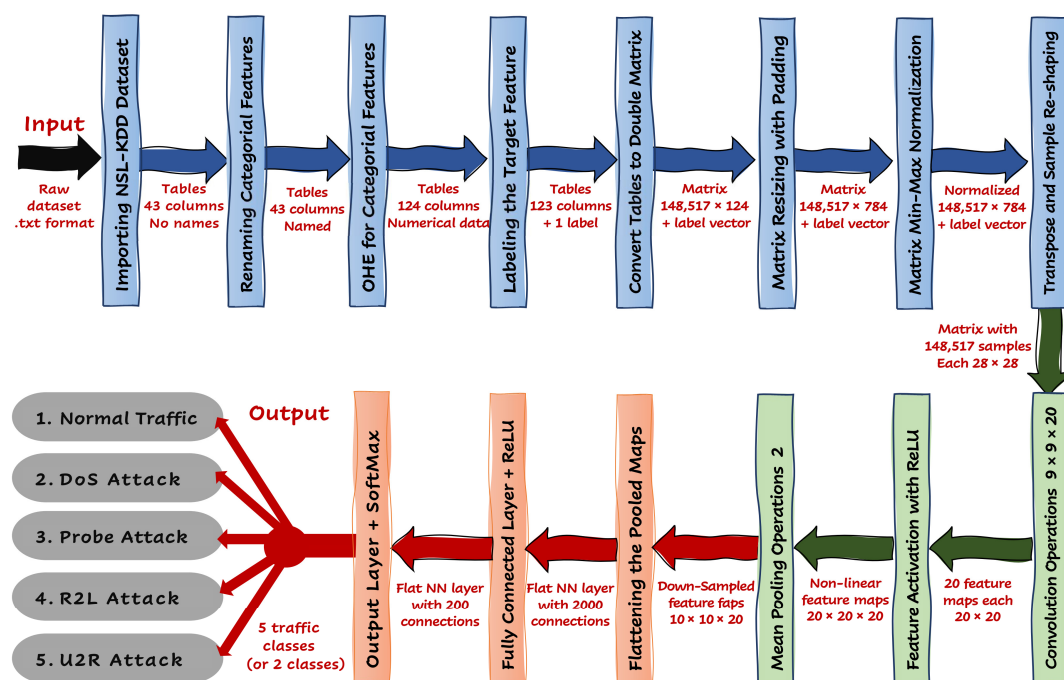 Input
Raw
dataset
.txt format
Importing NSL-KDD Dataset
Tables
43 columns
No names
Renaming Categorial Features
Tables
43 columns
Named
OHE for Categorial Features
Tables
124 columns
Numerical data
Labeling the Target Feature
Tables
123 columns
+ 1 label
Convert Tables to Double Matrix
Matrix
148,517 × 124
+ label vector
Matrix Resizing with Padding
Matrix
148,517 × 784
+ label vector
Matrix Min-Max Normalization
Normalized
148,517 × 784
+ label vector
Transpose and Sample Re-shaping
Matrix with
148,517 samples
Each 28 × 28
Convolution Operations 9 × 9 × 20
20 feature
maps each
20 × 20
Feature Activation with ReLU
Non-linear
feature maps
20 × 20 × 20
Mean Pooling Operations 2
Down-Sampled
feature faps
10 × 10 × 20
Flattening the Pooled Maps
Flat NN layer
with 2000
connections
Fully Connected Layer + ReLU
Flat NN layer
with 200
connections
Output Layer + SoftMax
Output
5 traffic
classes
(or 2 classes)
1. Normal Traffic
2. DoS Attack
3. Probe Attack
4. R2L Attack
5. U2R Attack